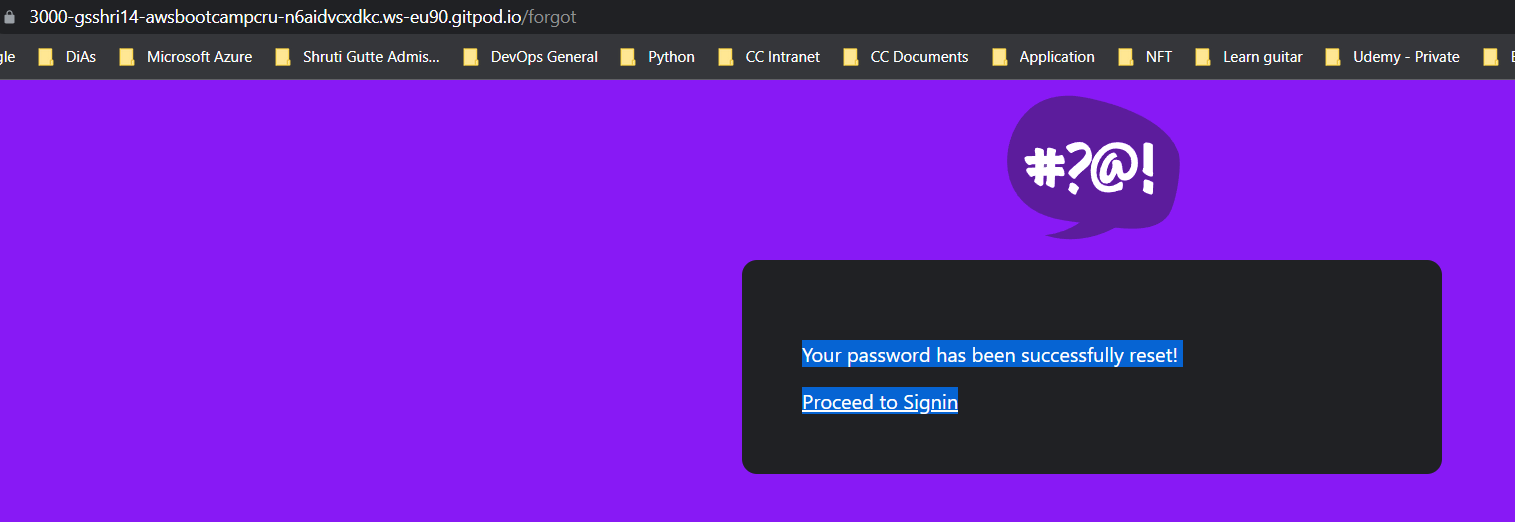 3000-gsshri14-awsbootcampcru-n6aidvcxdkc.ws-eu90.gitpod.io/forgot
gle DiAs Microsoft Azure Shruti Gutte Admis... DevOps General Python CC Intranet CC Documents Application NFT Learn guitar Udemy - Private
#?@!
Your password has been successfully reset!
Proceed to Signin